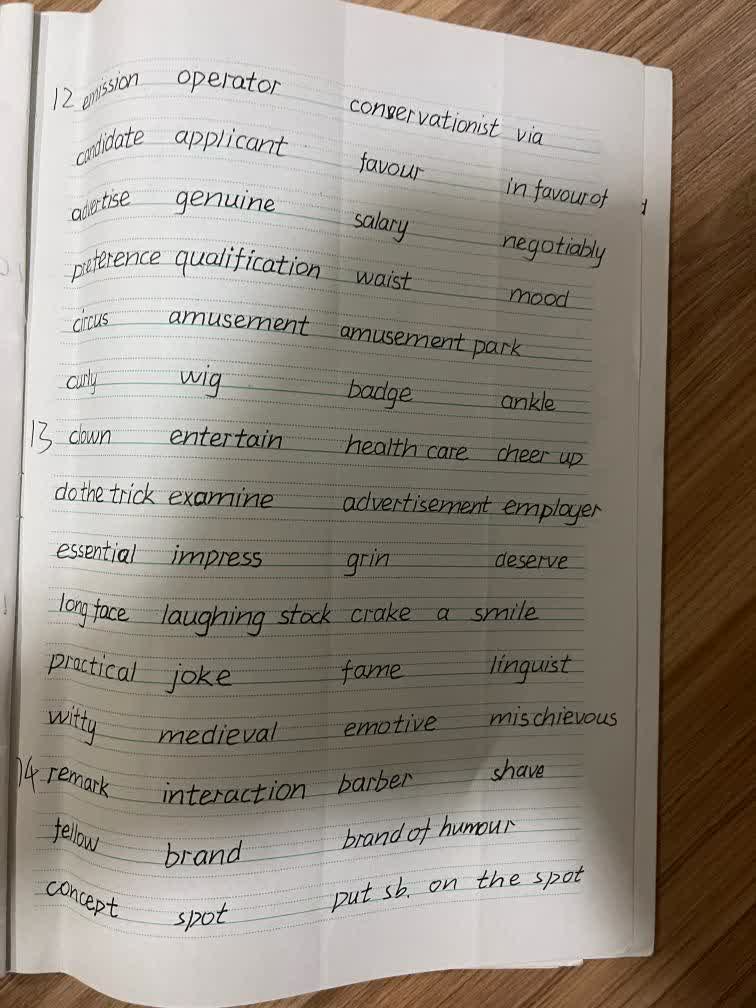 12 emission operator conservationist via
candidate applicant favour in favour of
advertise genuine salary negotiably
preference qualification waist mood
circus amusement amusement park
curly wig badge ankle
13 clown entertain health care cheer up
do the trick examine advertisement employer
essential impress grin deserve
long face laughing stock crake a smile
practical joke fame linguist
witty medieval emotive mischievous
14 remark interaction barber shave
fellow brand brand of humour
concept spot put sb. on the spot